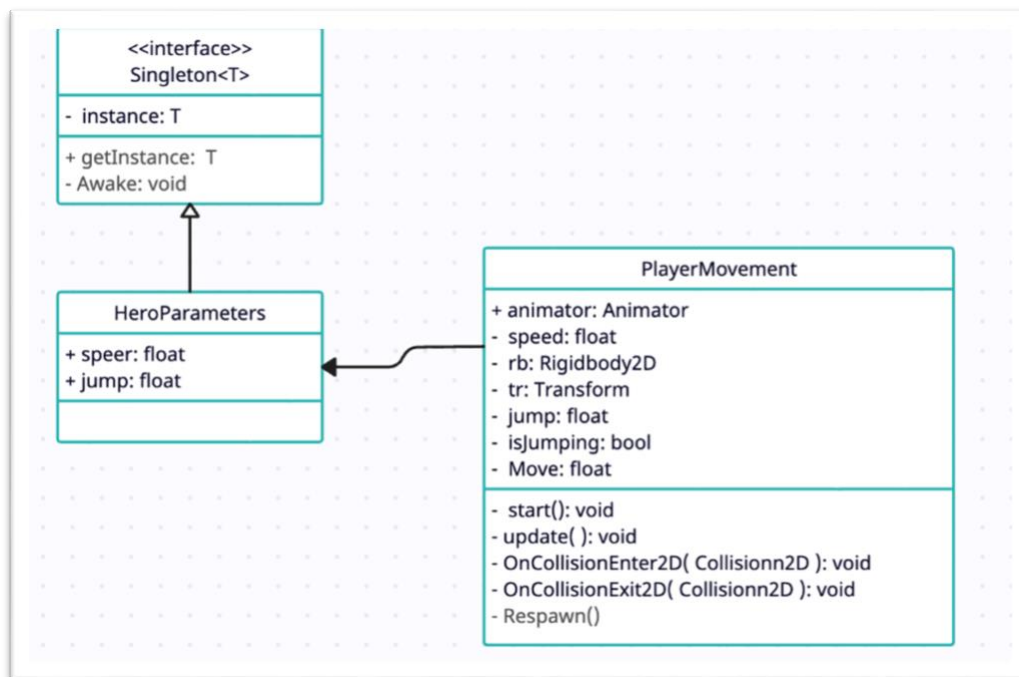 <<interface>>
Singleton<T>
- instance: T
+ getInstance: T
- Awake: void
HeroParameters
+ speer: float
+ jump: float
PlayerMovement
+ animator: Animator
- speed: float
- rb: Rigidbody2D
- tr: Transform
- jump: float
- isJumping: bool
- Move: float
- start(): void
- update( ): void
- OnCollisionEnter2D( Collisionn2D ): void
- OnCollisionExit2D( Collisionn2D ): void
- Respawn()